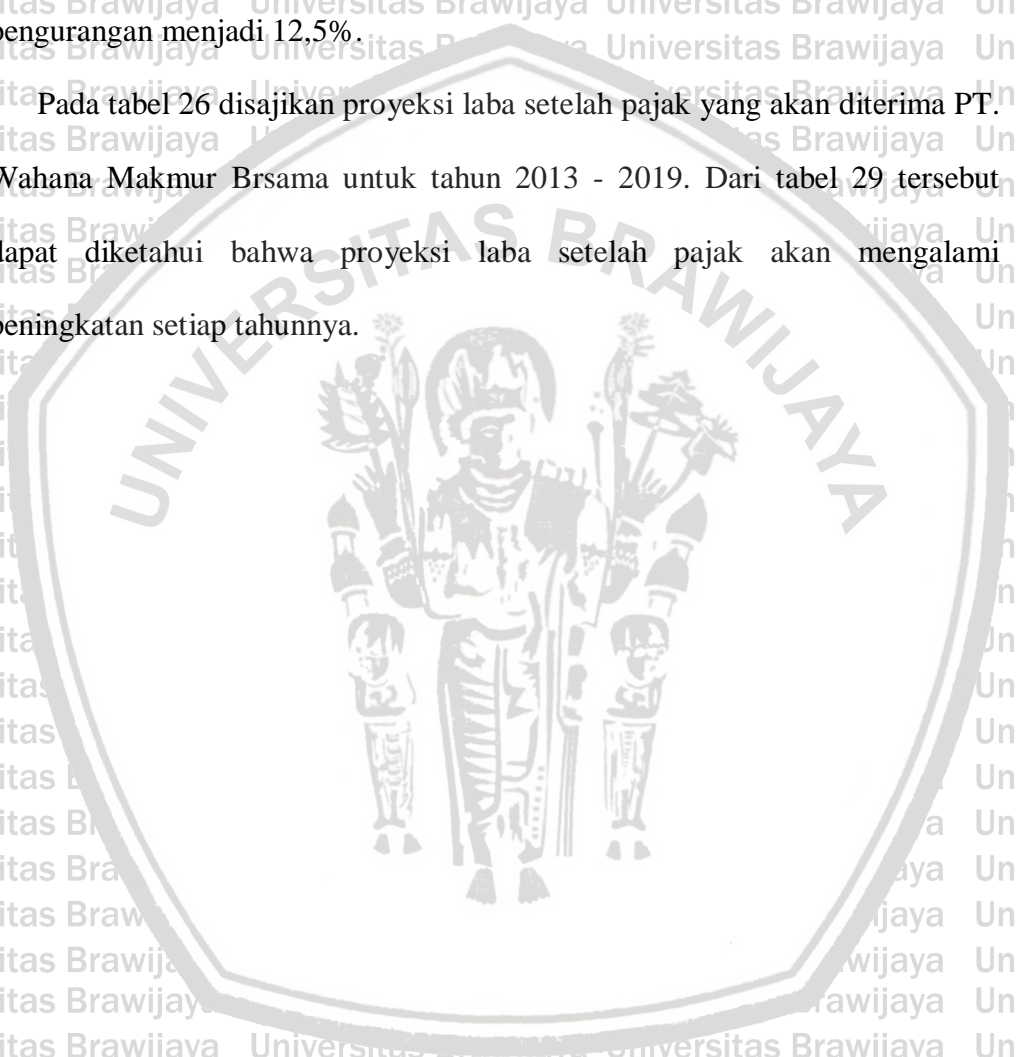 pengurangan menjadi 12,5%.
Pada tabel 26 disajikan proyeksi laba setelah pajak yang akan diterima PT.
Wahana Makmur Brsama untuk tahun 2013 - 2019. Dari tabel 29 tersebut
dapat diketahui bahwa proyeksi laba setelah pajak akan mengalami
peningkatan setiap tahunnya.
UNIVERSITAS BRAWIJAYA